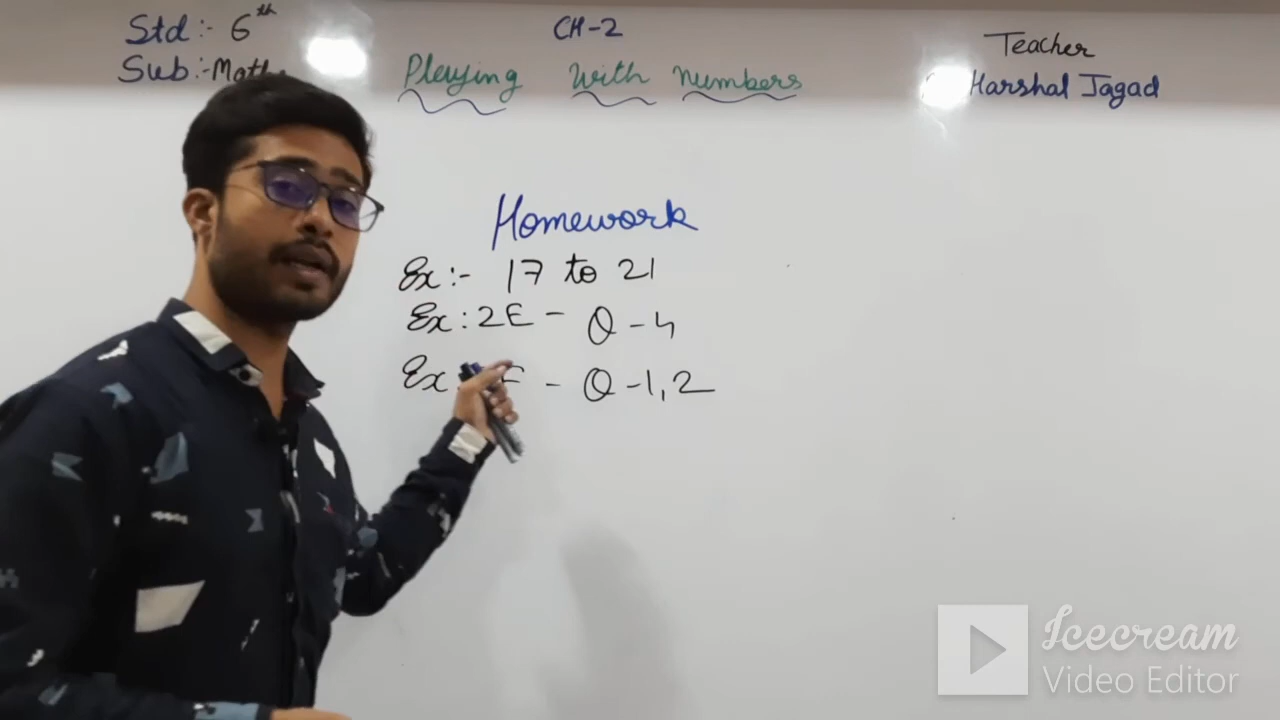 Std :- 6th
Sub :- Maths
CH-2
Playing With Numbers
Teacher
Harshal Jagad
Homework
Ex :- 17 to 21
Ex : 2E - Q - 4
Ex - Q - 1, 2
Icecream
Video Editor